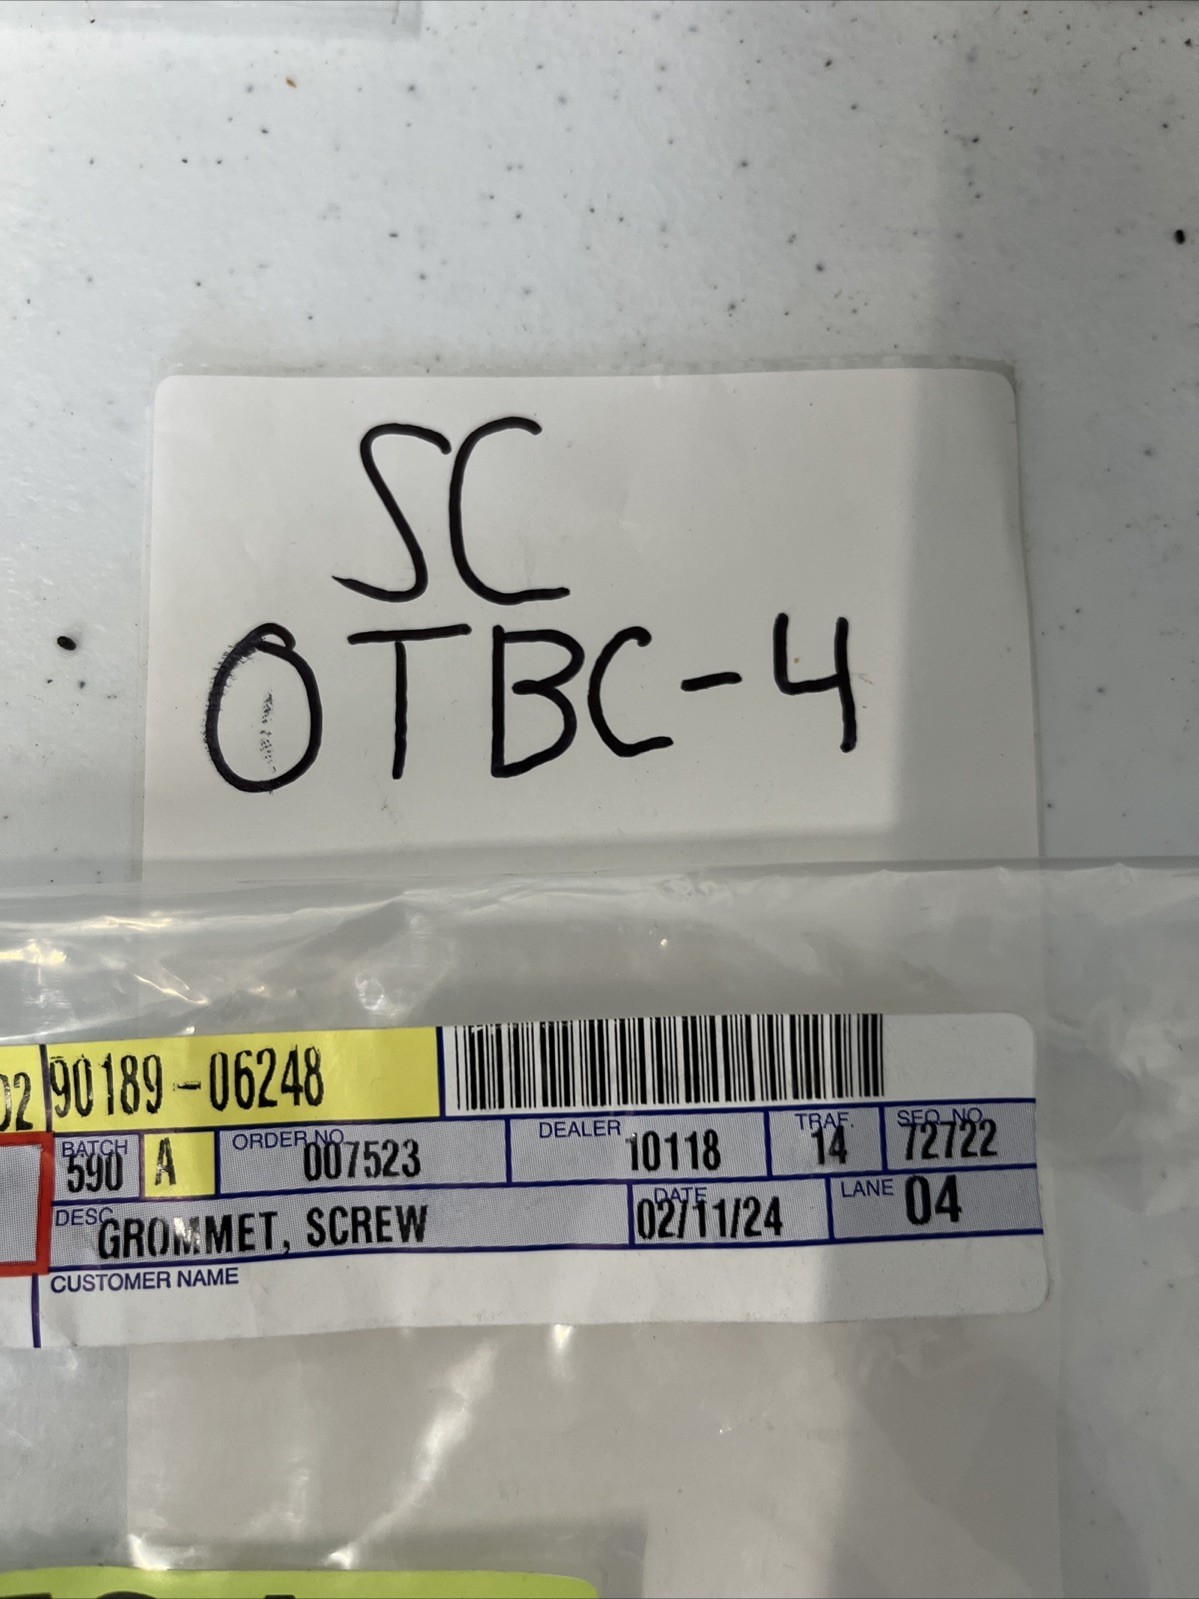 SC
OTBC-4
02 90189-06248
BATCH 590 A ORDER NO. 007523 DEALER 10118 TRAF. 14 SEQ. NO. 72722
DESC. GROMMET, SCREW DATE 02/11/24 LANE 04
CUSTOMER NAME